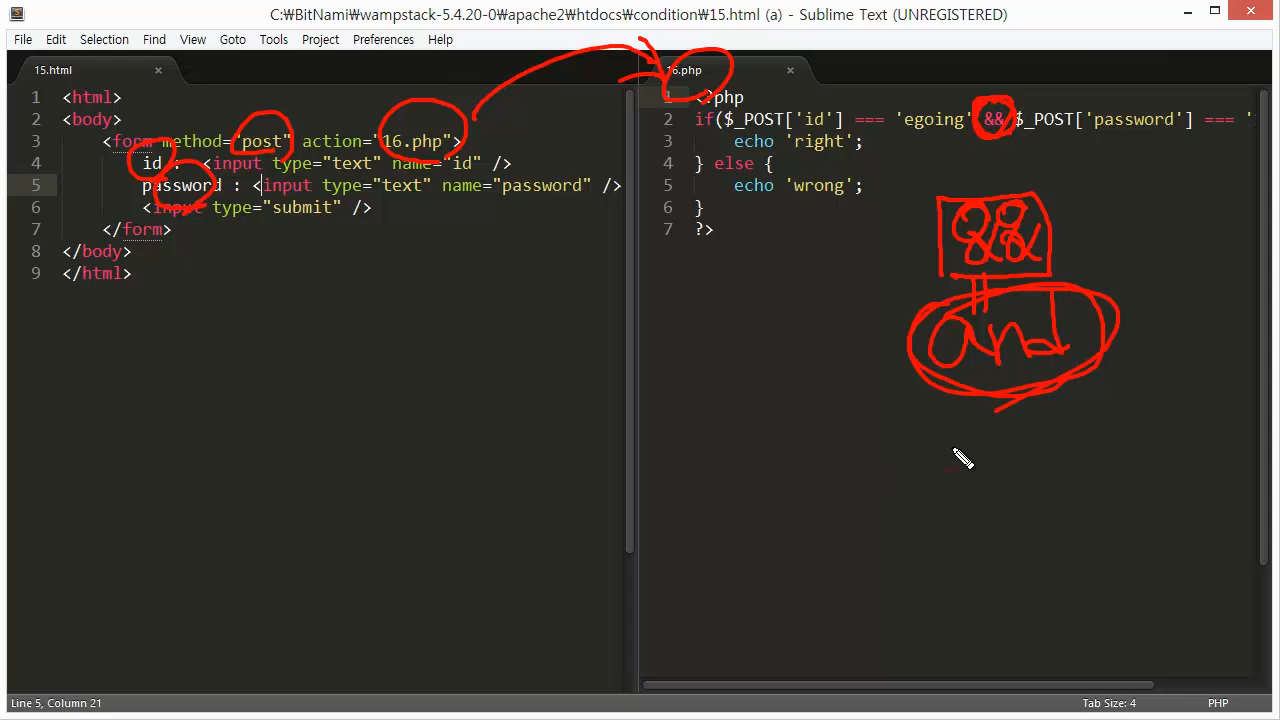 C:₩BitNami₩wampstack-5.4.20-0₩apache2₩htdocs₩condition₩15.html (a) - Sublime Text (UNREGISTERED)
File Edit Selection Find View Goto Tools Project Preferences Help
15.html ×
1 <html>
2 <body>
3 <form method="post" action="16.php">
4 id : <input type="text" name="id" />
5 password : <input type="text" name="password" />
6 <input type="submit" />
7 </form>
8 </body>
9 </html>
16.php ×
1 <?php
2 if($_POST['id'] === 'egoing' && $_POST['password'] === '
3 echo 'right';
4 } else {
5 echo 'wrong';
6 }
7 ?>
&&
=
and
Line 5, Column 21
Tab Size: 4 PHP